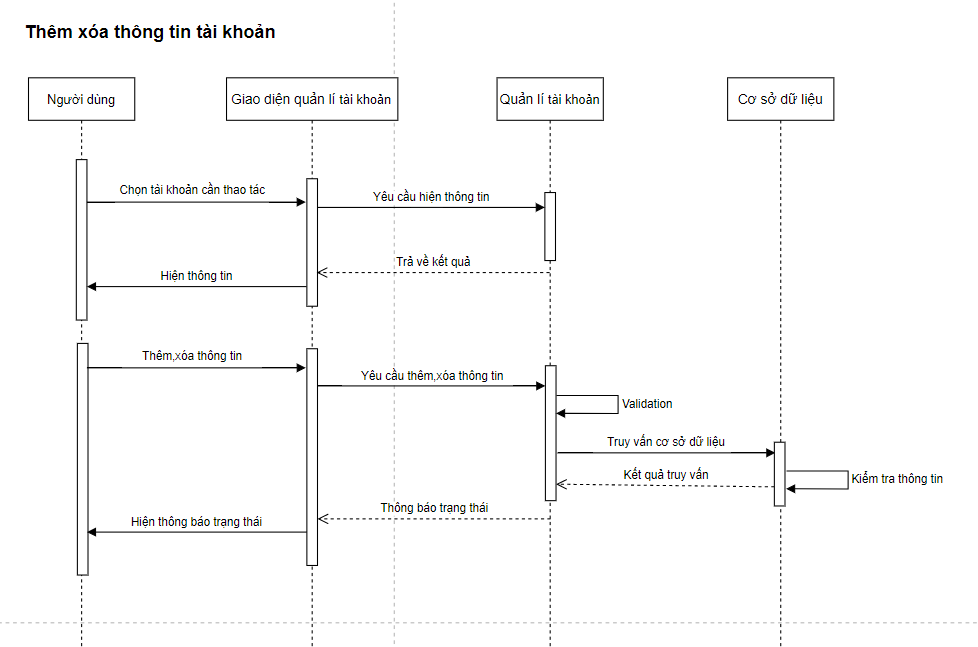 Thêm xóa thông tin tài khoản
Người dùng
Giao diện quản lí tài khoản
Quản lí tài khoản
Cơ sở dữ liệu
Chọn tài khoản cần thao tác
Yêu cầu hiện thông tin
Trả về kết quả
Hiện thông tin
Thêm,xóa thông tin
Yêu cầu thêm,xóa thông tin
Validation
Truy vấn cơ sở dữ liệu
Kết quả truy vấn
Kiểm tra thông tin
Thông báo trạng thái
Hiện thông báo trạng thái